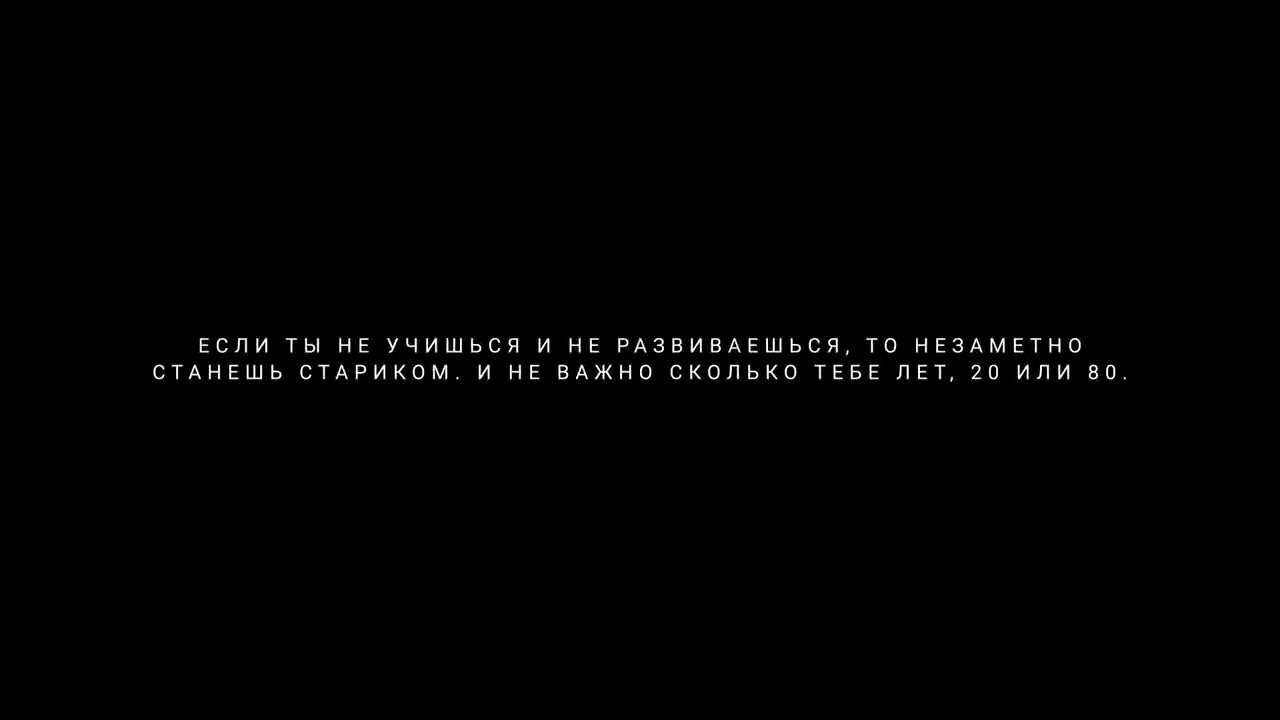 ЕСЛИ ТЫ НЕ УЧИШЬСЯ И НЕ РАЗВИВАЕШЬСЯ, ТО НЕЗАМЕТНО
СТАНЕШЬ СТАРИКОМ. И НЕ ВАЖНО СКОЛЬКО ТЕБЕ ЛЕТ, 20 ИЛИ 80.